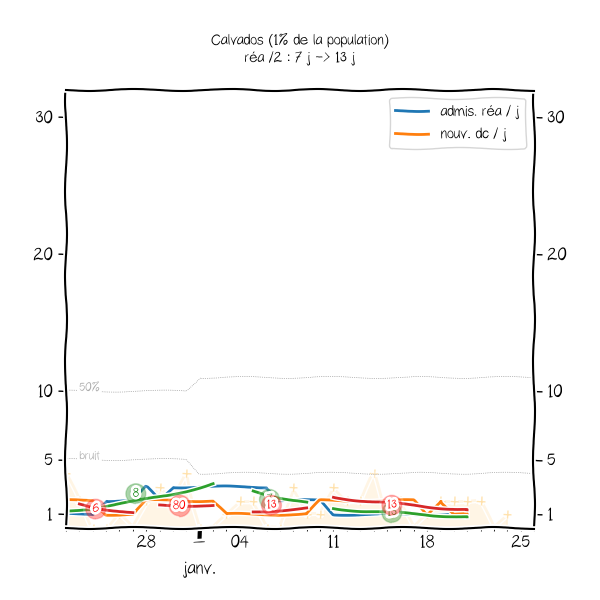 Calvados (1% de la population)
réa /2 : 7 j -> 13 j
admis. réa / j
nouv. dc / j
30 30
20 20
10 50% 10
5 bruit 5
8
6 80 13 13
1 1
28 04 11 18 25
janv.